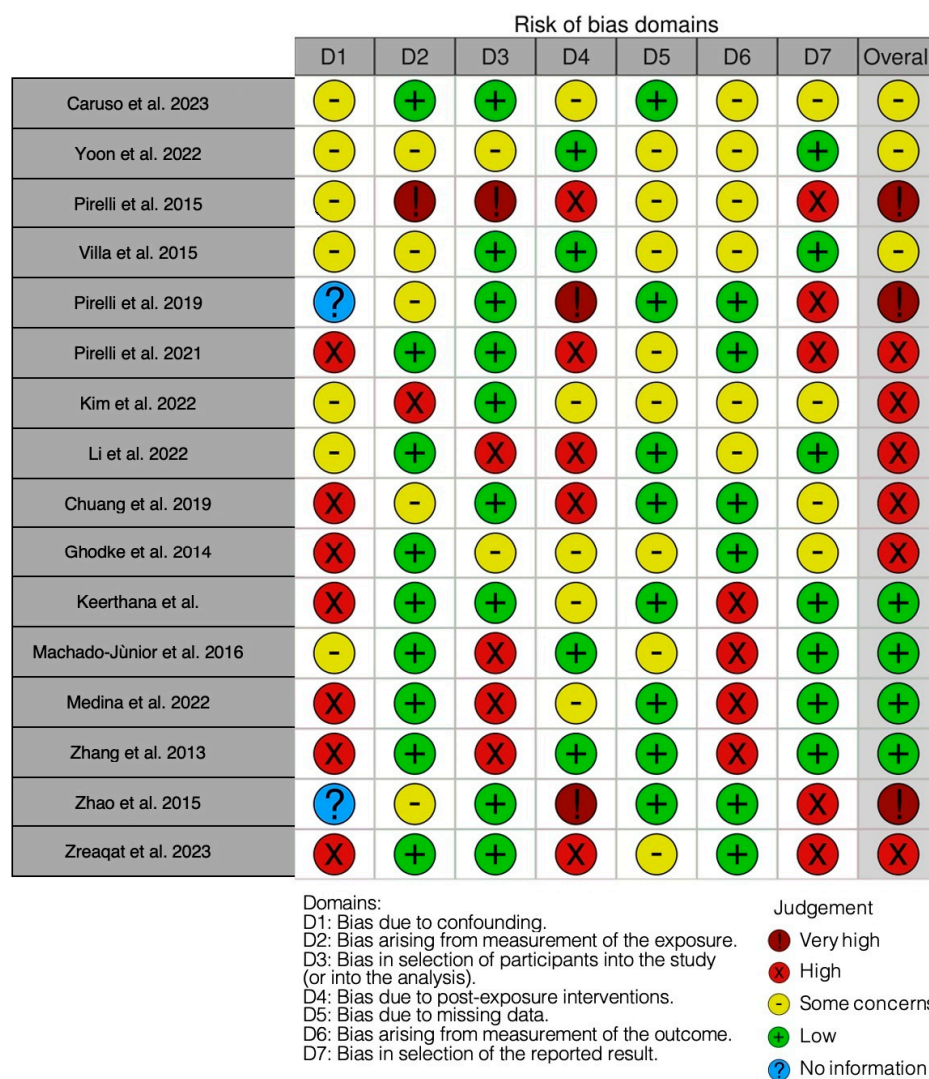 Risk of bias domains
D1 D2 D3 D4 D5 D6 D7 Overal
Caruso et al. 2023 - + + - + - - -
Yoon et al. 2022 - - - + - - + -
Pirelli et al. 2015 - ! ! X - - X !
Villa et al. 2015 - - + + - - + -
Pirelli et al. 2019 ? - + ! + + X !
Pirelli et al. 2021 X + + X - + X X
Kim et al. 2022 - X + - - - - X
Li et al. 2022 - + X X + - + X
Chuang et al. 2019 X - + X + + - X
Ghodke et al. 2014 X + - - - + - X
Keerthana et al. X + + - + X + +
Machado-Jùnior et al. 2016 - + X + - X + +
Medina et al. 2022 X + X - + X + +
Zhang et al. 2013 X + X + + X + +
Zhao et al. 2015 ? - + ! + + X !
Zreaqat et al. 2023 X + + X - + X X
Domains:
D1: Bias due to confounding.
D2: Bias arising from measurement of the exposure.
D3: Bias in selection of participants into the study
(or into the analysis).
D4: Bias due to post-exposure interventions.
D5: Bias due to missing data.
D6: Bias arising from measurement of the outcome.
D7: Bias in selection of the reported result.
Judgement
! Very high
X High
- Some concerns
+ Low
? No information